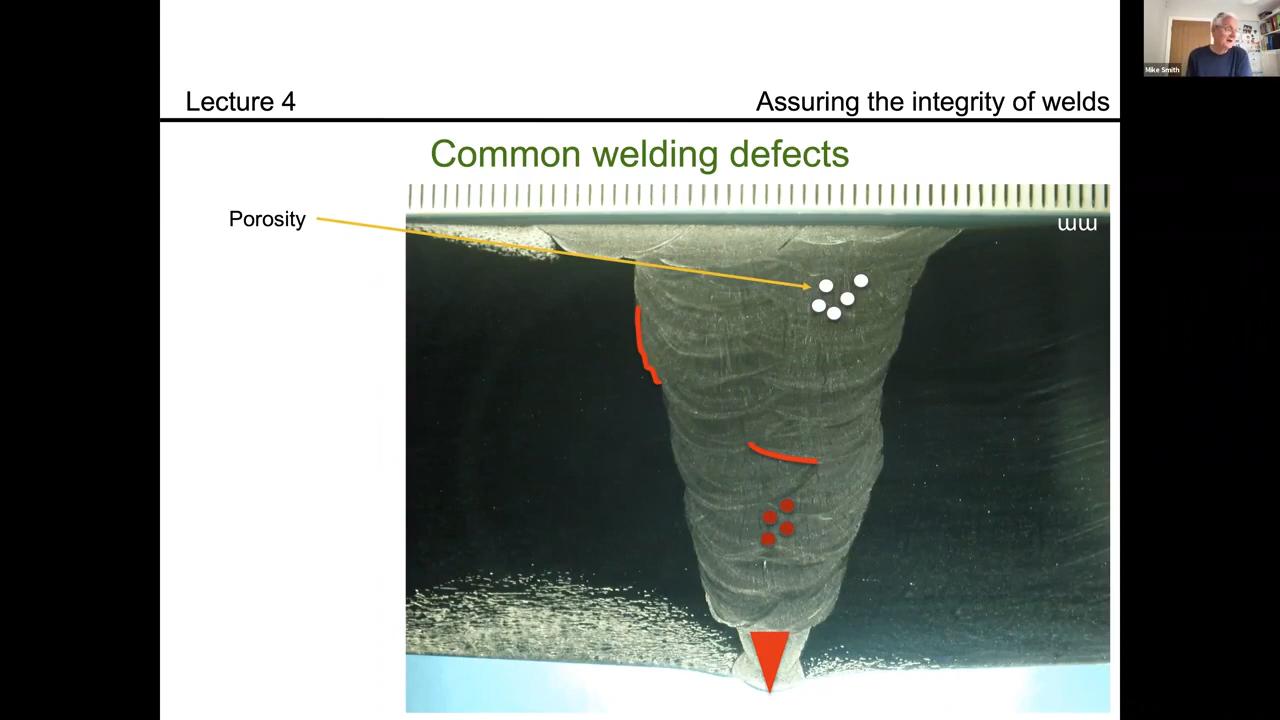 Mike Smith
Lecture 4
Assuring the integrity of welds
Common welding defects
Porosity
mm